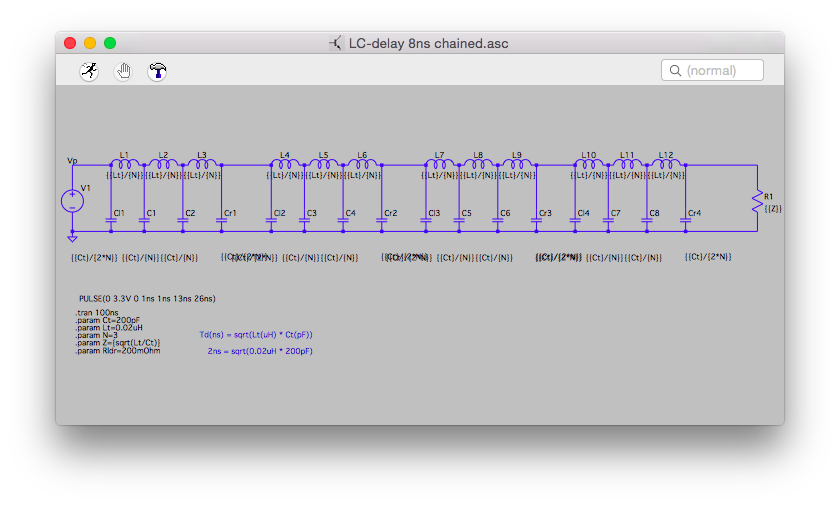 LC-delay 8ns chained.asc
(normal)
L1 L2 L3 L4 L5 L6 L7 L8 L9 L10 L11 L12
Vp
{{Lt}/{N}} {{Lt}/{N}} {{Lt}/{N}} {{Lt}/{N}} {{Lt}/{N}} {{Lt}/{N}} {{Lt}/{N}} {{Lt}/{N}} {{Lt}/{N}} {{Lt}/{N}} {{Lt}/{N}} {{Lt}/{N}}
V1
R1
{{Z}}
Cl1 C1 C2 Cr1 Cl2 C3 C4 Cr2 Cl3 C5 C6 Cr3 Cl4 C7 C8 Cr4
{{Ct}/{2*N}} {{Ct}/{N}} {{Ct}/{N}} {{Ct}/{N}} {{Ct}/{N}} {{Ct}/{N}} {{Ct}/{N}} {{Ct}/{N}} {{Ct}/{N}} {{Ct}/{2*N}}
PULSE(0 3.3V 0 1ns 1ns 13ns 26ns)
.tran 100ns
.param Ct=200pF
.param Lt=0.02uH
.param N=3
.param Z={sqrt(Lt/Ct)}
.param Rldr=200mOhm
Td(ns) = sqrt(Lt(uH) * Ct(pF))
2ns = sqrt(0.02uH * 200pF)